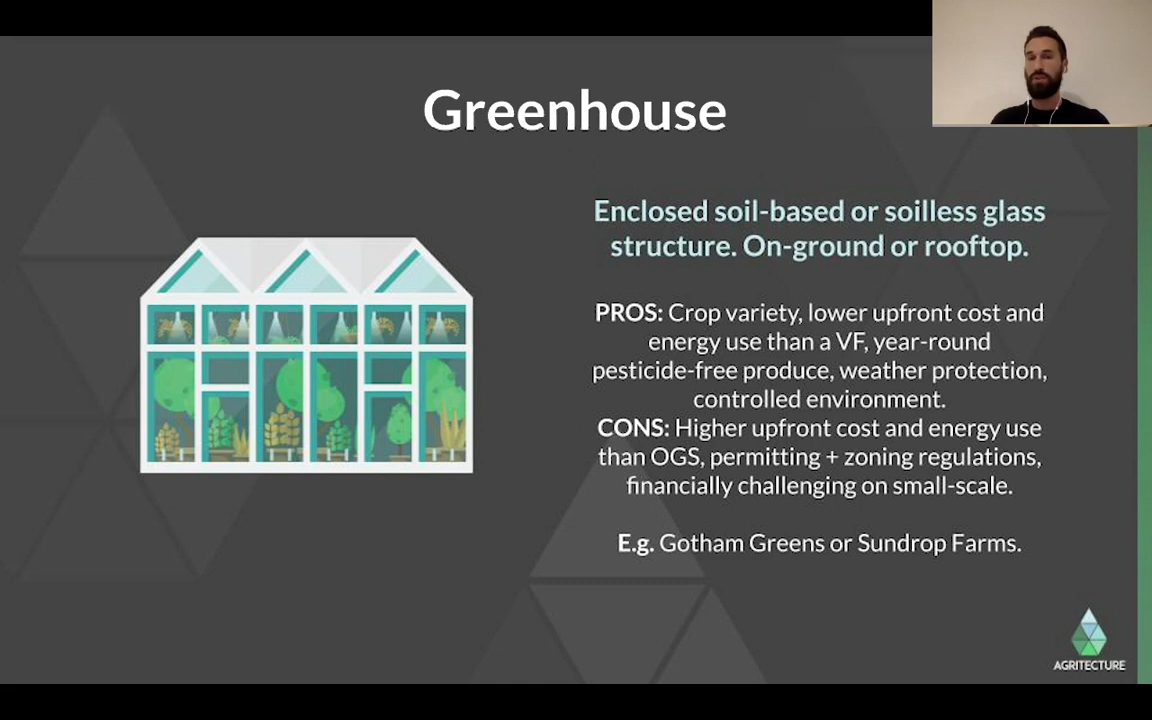 Greenhouse
Enclosed soil-based or soilless glass
structure. On-ground or rooftop.
PROS: Crop variety, lower upfront cost and
energy use than a VF, year-round
pesticide-free produce, weather protection,
controlled environment.
CONS: Higher upfront cost and energy use
than OGS, permitting + zoning regulations,
financially challenging on small-scale.
E.g. Gotham Greens or Sundrop Farms.
AGRITECTURE